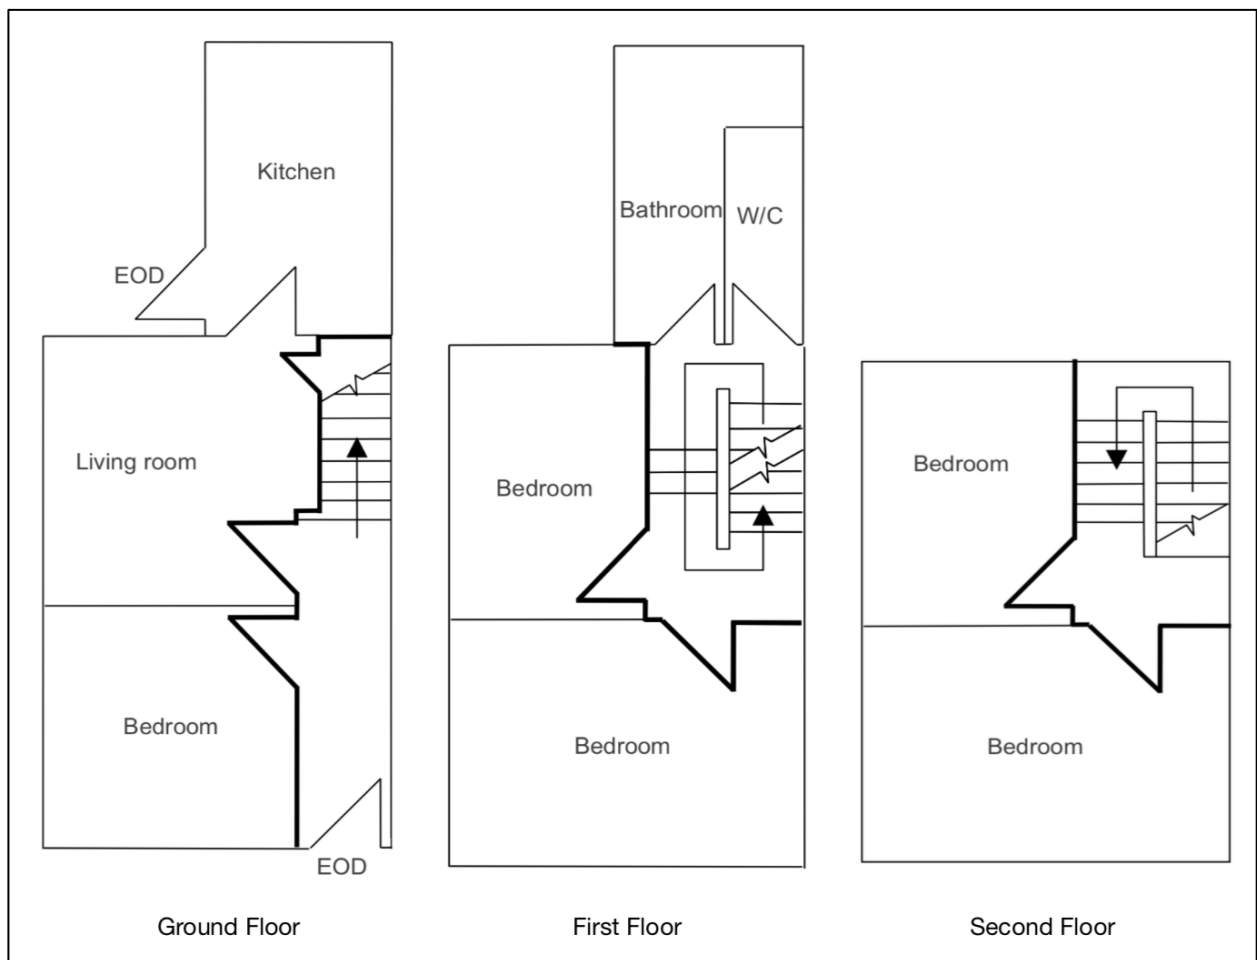 Kitchen
EOD
Living room
Bedroom
EOD
Ground Floor
Bathroom
W/C
Bedroom
Bedroom
First Floor
Bedroom
Bedroom
Second Floor